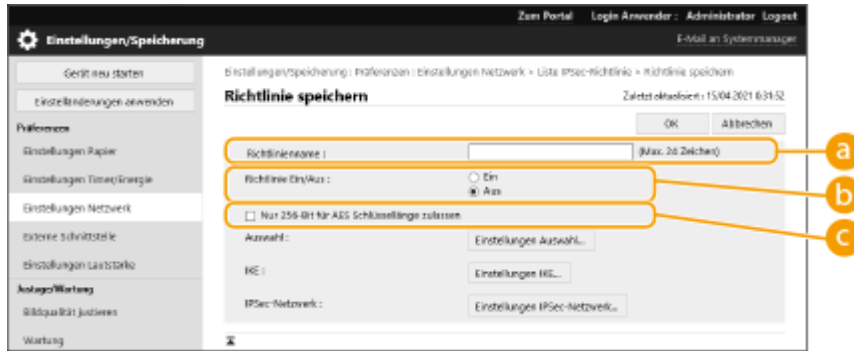 Zum Portal Login Anwender : Administrator Logout
Einstellungen/Speicherung
E-Mail an Systemmanager
Gerät neu starten
Einstelländerungen anwenden
Präferenzen
Einstellungen Papier
Einstellungen Timer/Energie
Einstellungen Netzwerk
Externe Schnittstelle
Einstellungen Lautstärke
Justage/Wartung
Bildqualität justieren
Wartung
Einstellungen/Speicherung : Präferenzen : Einstellungen Netzwerk > Liste IPSec-Richtlinie > Richtlinie speichern
Richtlinie speichern
Zuletzt aktualisiert : 15/04 2021 6:31:52
OK Abbrechen
Richtlinienname : (Max. 24 Zeichen)
a
Richtlinie Ein/Aus : Ein
Aus
b
Nur 256-Bit für AES Schlüssellänge zulassen
c
Auswahl : Einstellungen Auswahl...
IKE : Einstellungen IKE...
IPSec-Netzwerk : Einstellungen IPSec-Netzwerk...